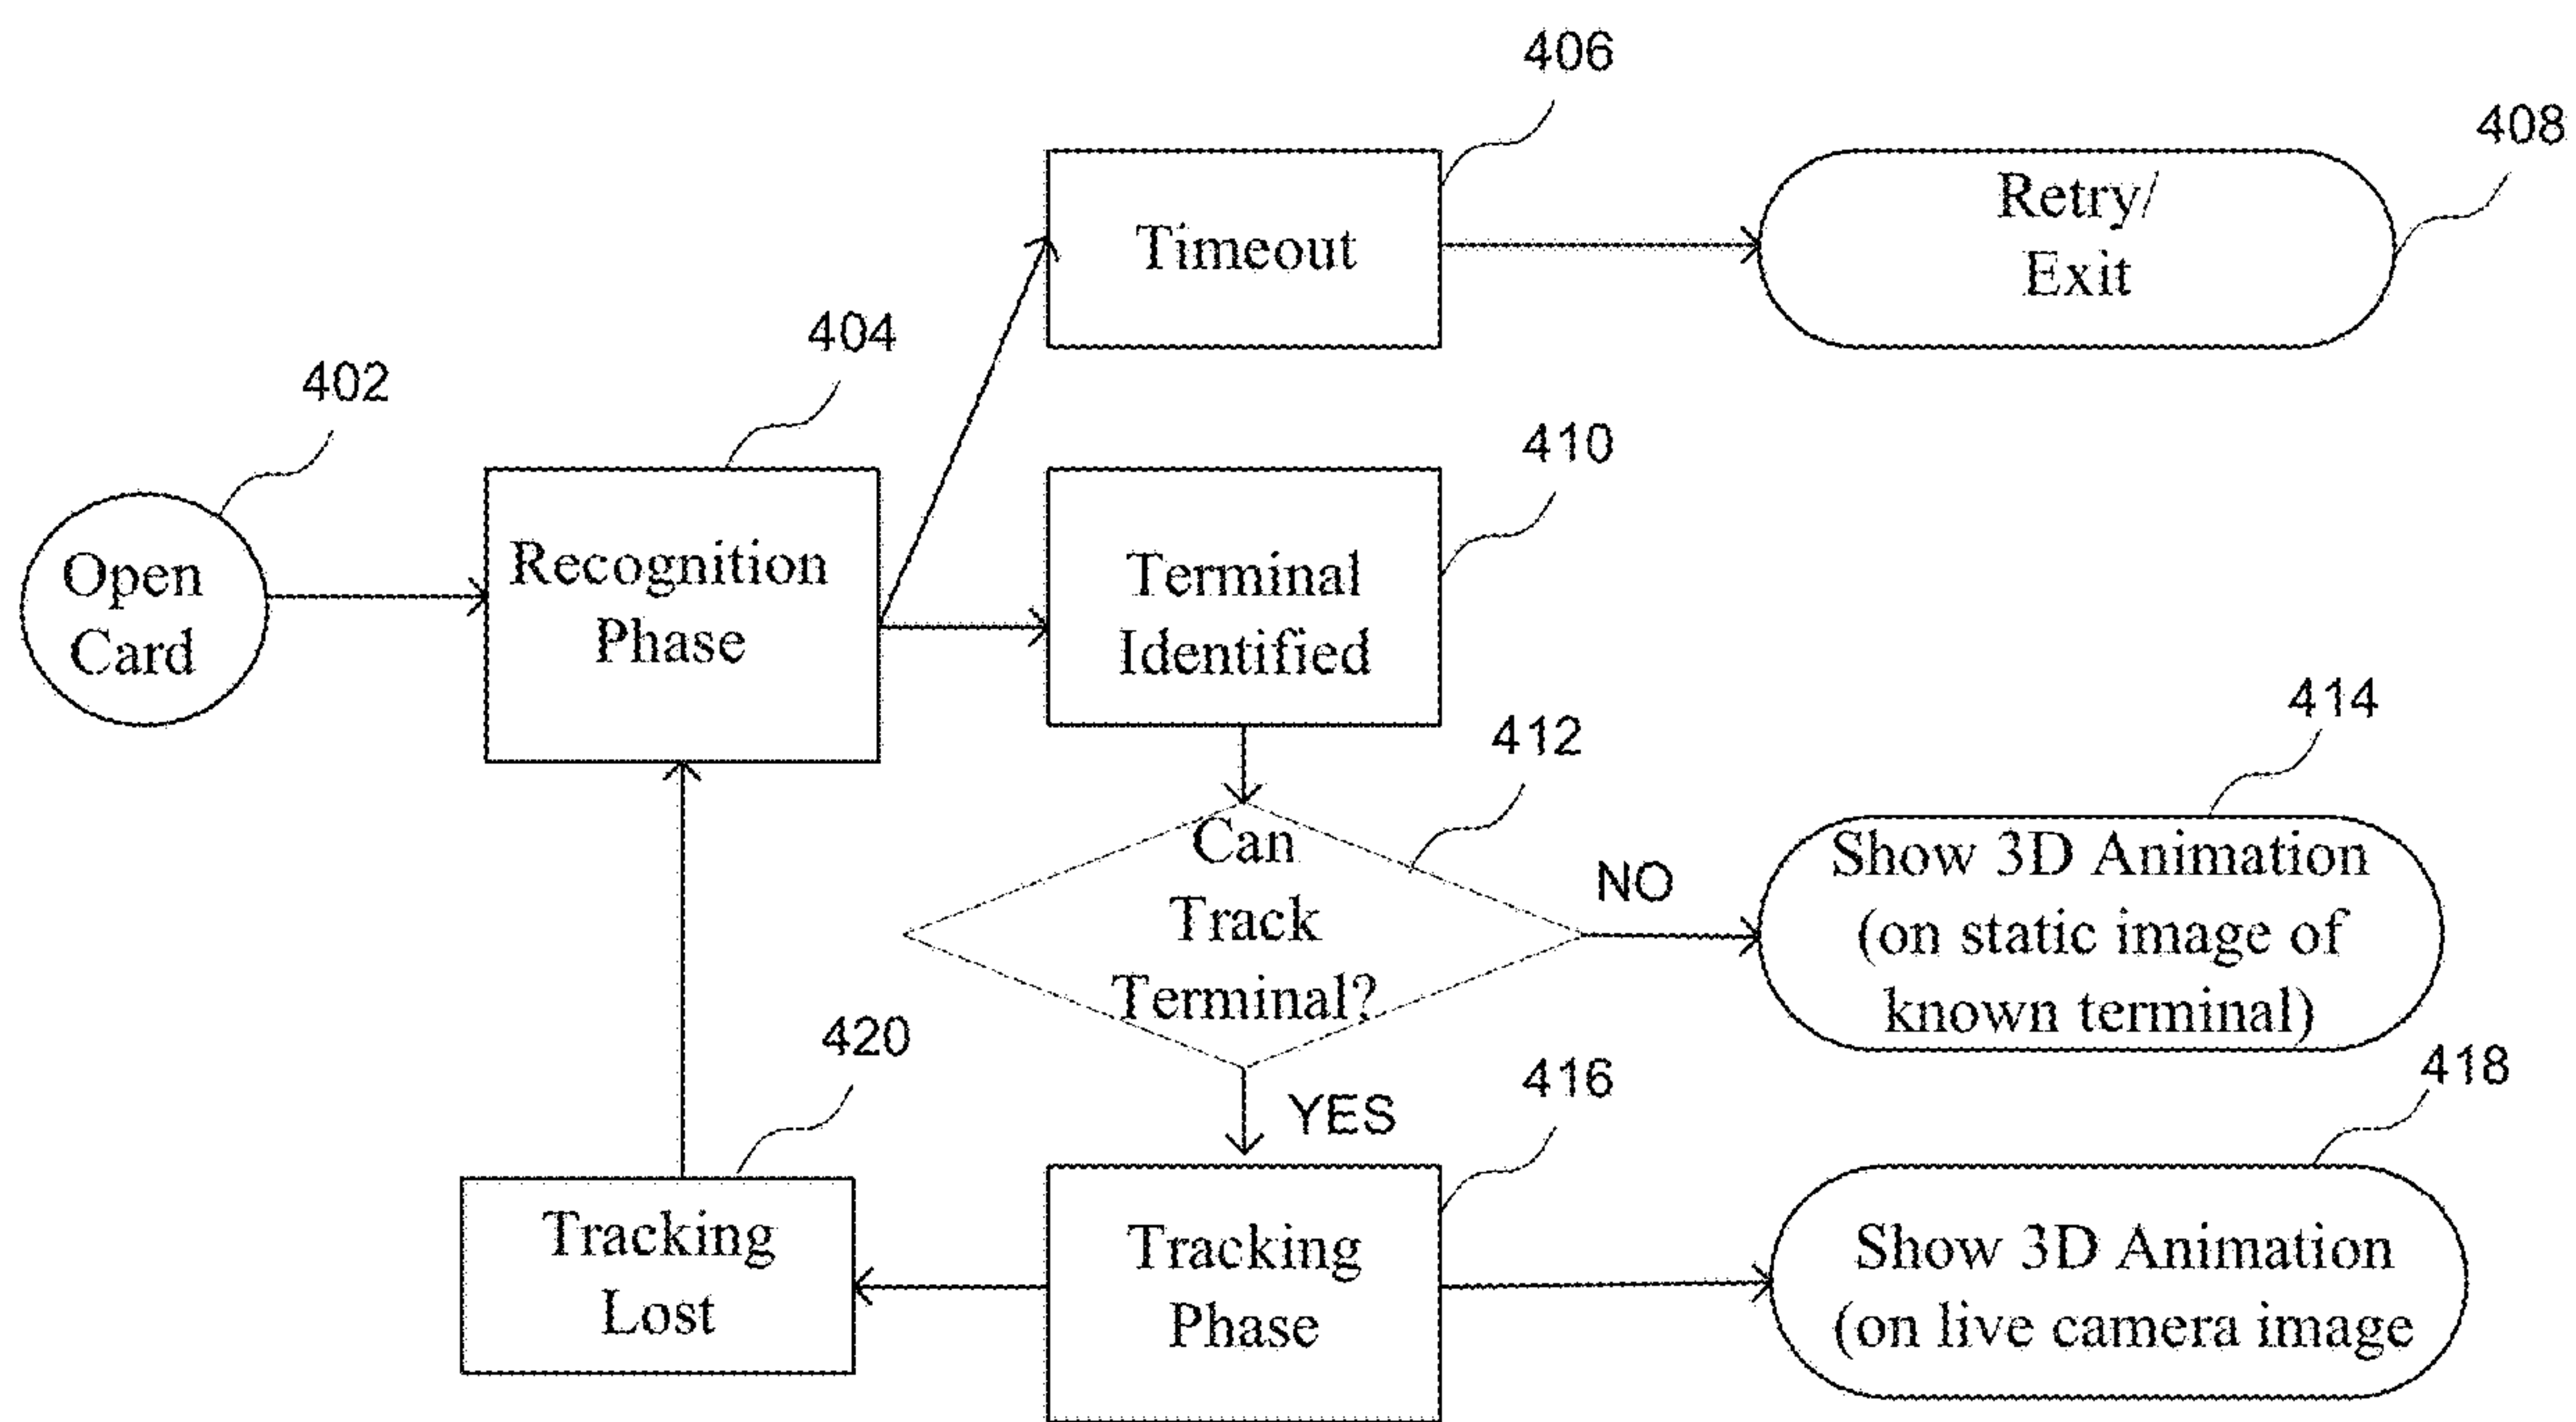 406
408
Retry/
Exit
Timeout
404
402
410
Open
Card
Recognition
Phase
Terminal
Identified
412
414
Can
Track
Terminal?
NO
Show 3D Animation
(on static image of
known terminal)
420
YES
416
418
Tracking
Lost
Tracking
Phase
Show 3D Animation
(on live camera image